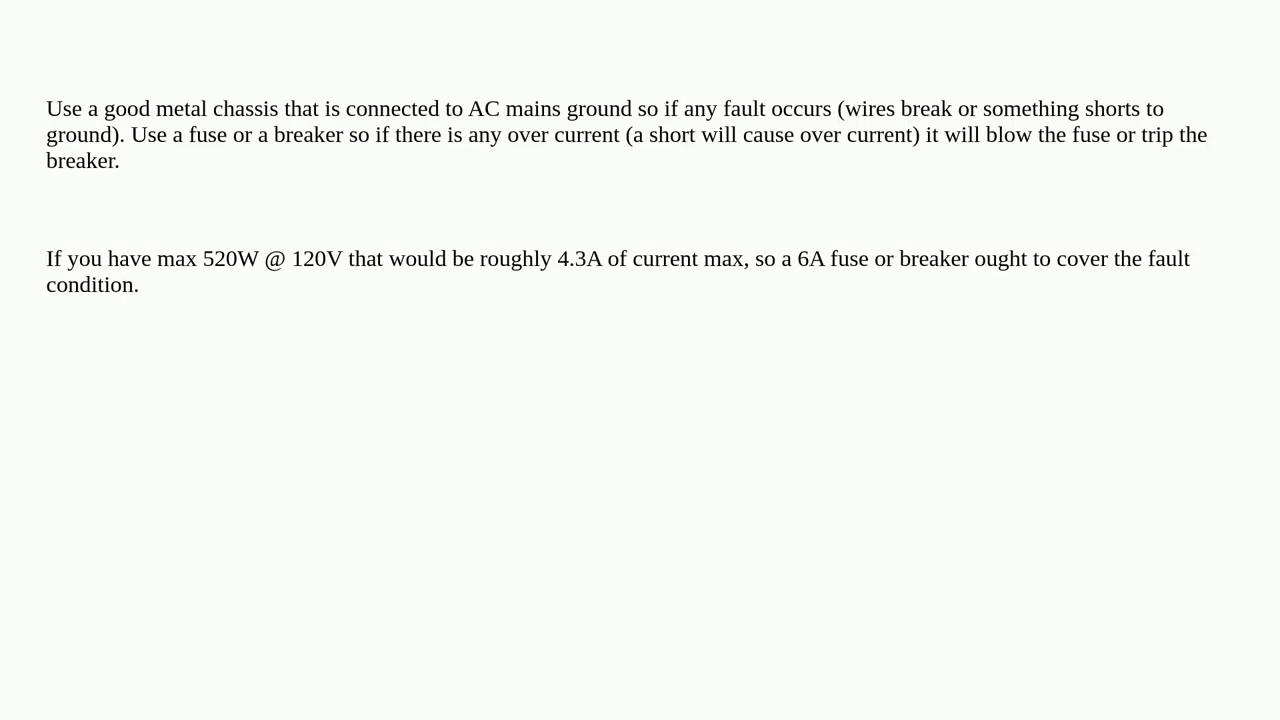 Use a good metal chassis that is connected to AC mains ground so if any fault occurs (wires break or something shorts to
ground). Use a fuse or a breaker so if there is any over current (a short will cause over current) it will blow the fuse or trip the
breaker.
If you have max 520W @ 120V that would be roughly 4.3A of current max, so a 6A fuse or breaker ought to cover the fault
condition.